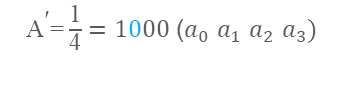 A′ = 1/4 = 1000 (a₀ a₁ a₂ a₃)